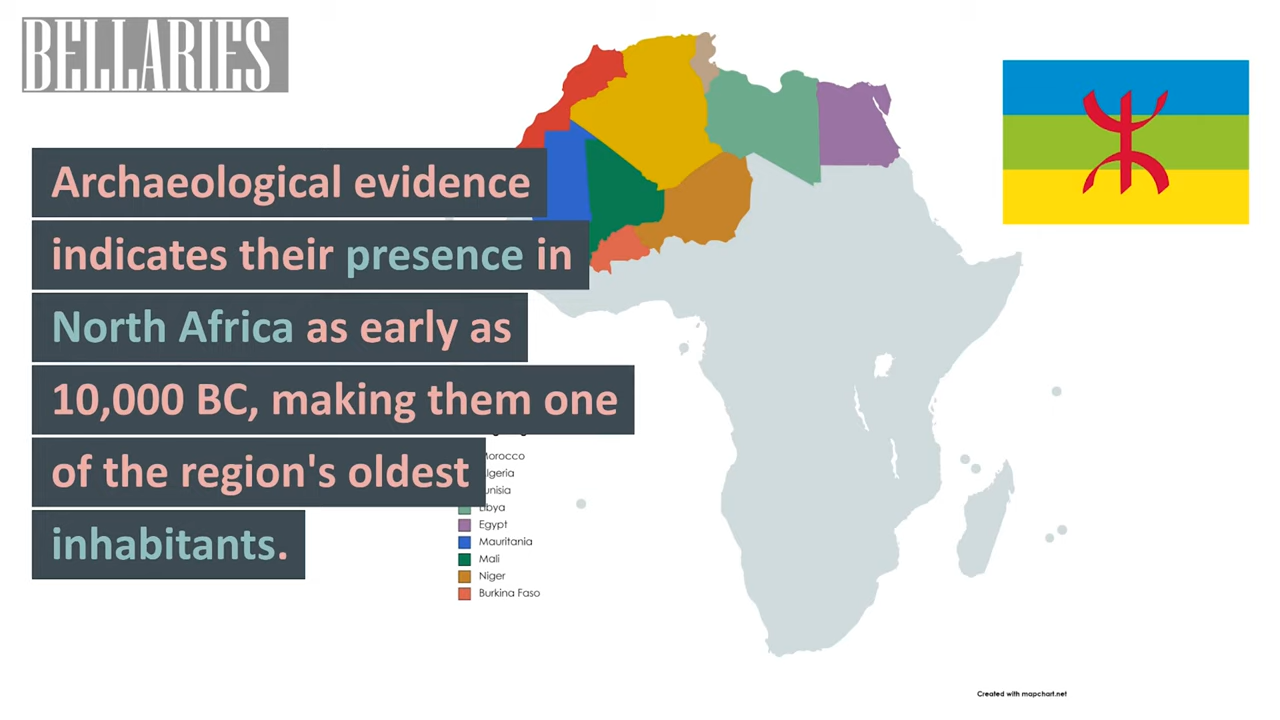 BELLARIES
Archaeological evidence
indicates their presence in
North Africa as early as
10,000 BC, making them one
of the region's oldest
inhabitants.
Libya
Egypt
Mauritania
Mali
Niger
Burkina Faso
Created with mapchart.net